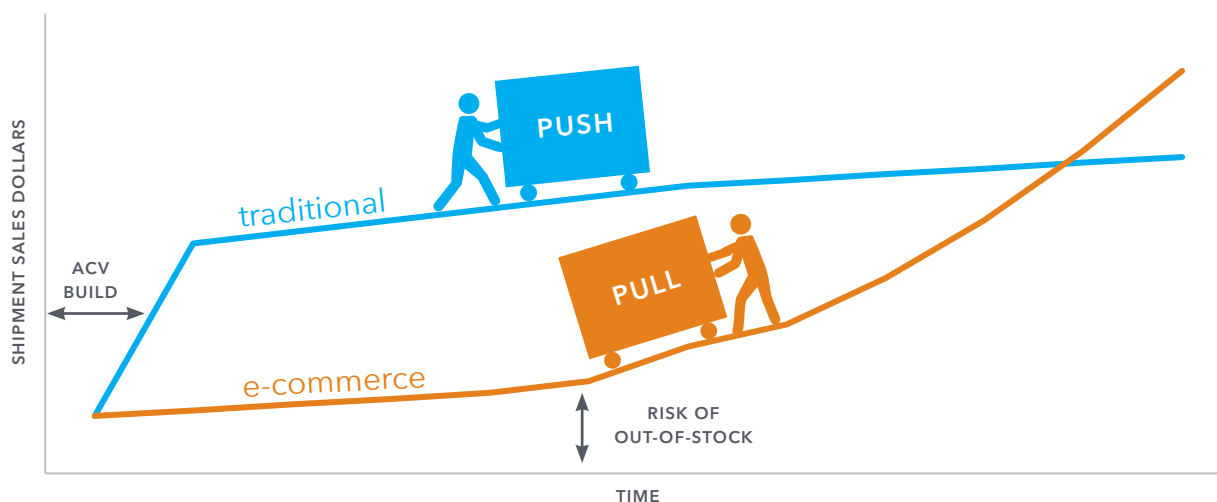 SHIPMENT SALES DOLLARS
PUSH
traditional
ACV
BUILD
PULL
e-commerce
RISK OF
OUT-OF-STOCK
TIME